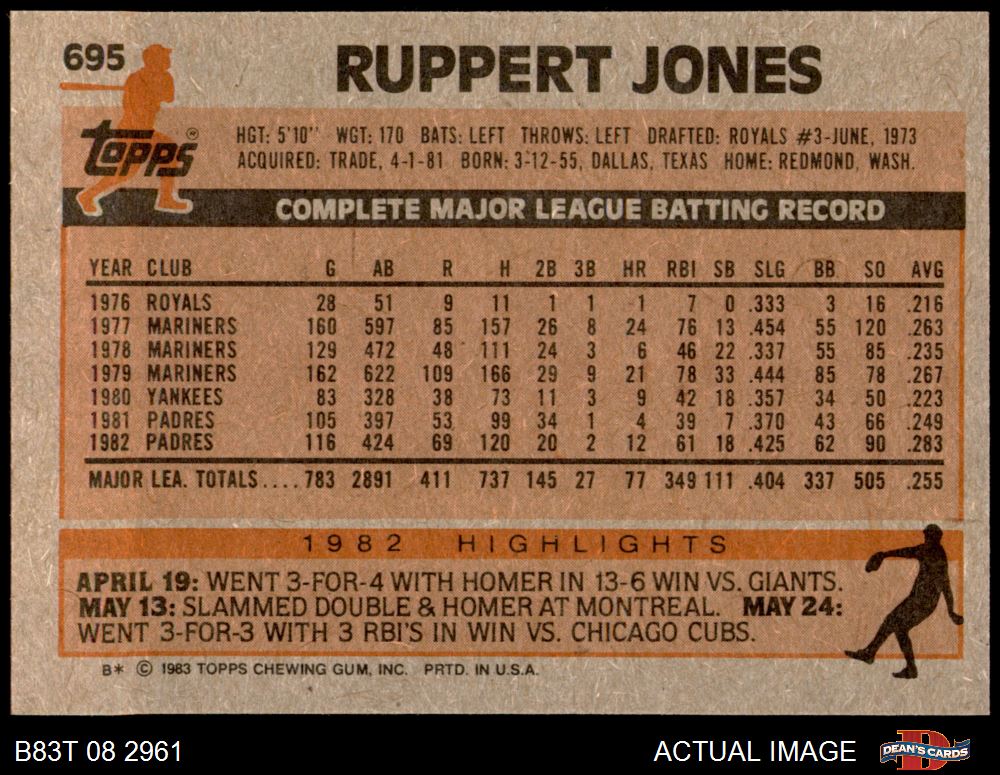 695
RUPPERT JONES
topps
HGT: 5'10" WGT: 170 BATS: LEFT THROWS: LEFT DRAFTED: ROYALS #3-JUNE, 1973
ACQUIRED: TRADE, 4-1-81 BORN: 3-12-55, DALLAS, TEXAS HOME: REDMOND, WASH.
COMPLETE MAJOR LEAGUE BATTING RECORD
YEAR CLUB G AB R H 2B 3B HR RBI SB SLG BB SO AVG
1976 ROYALS 28 51 9 11 1 1 1 7 0 .333 3 16 .216
1977 MARINERS 160 597 85 157 26 8 24 76 13 .454 55 120 .263
1978 MARINERS 129 472 48 111 24 3 6 46 22 .337 55 85 .235
1979 MARINERS 162 622 109 166 29 9 21 78 33 .444 85 78 .267
1980 YANKEES 83 328 38 73 11 3 9 42 18 .357 34 50 .223
1981 PADRES 105 397 53 99 34 1 4 39 7 .370 43 66 .249
1982 PADRES 116 424 69 120 20 2 12 61 18 .425 62 90 .283
MAJOR LEA. TOTALS....783 2891 411 737 145 27 77 349 111 .404 337 505 .255
1982 HIGHLIGHTS
APRIL 19: WENT 3-FOR-4 WITH HOMER IN 13-6 WIN VS. GIANTS.
MAY 13: SLAMMED DOUBLE & HOMER AT MONTREAL. MAY 24:
WENT 3-FOR-3 WITH 3 RBI'S IN WIN VS. CHICAGO CUBS.
B* © 1983 TOPPS CHEWING GUM, INC. PRTD. IN U.S.A.
B83T 08 2961
ACTUAL IMAGE
DEAN'S CARDS